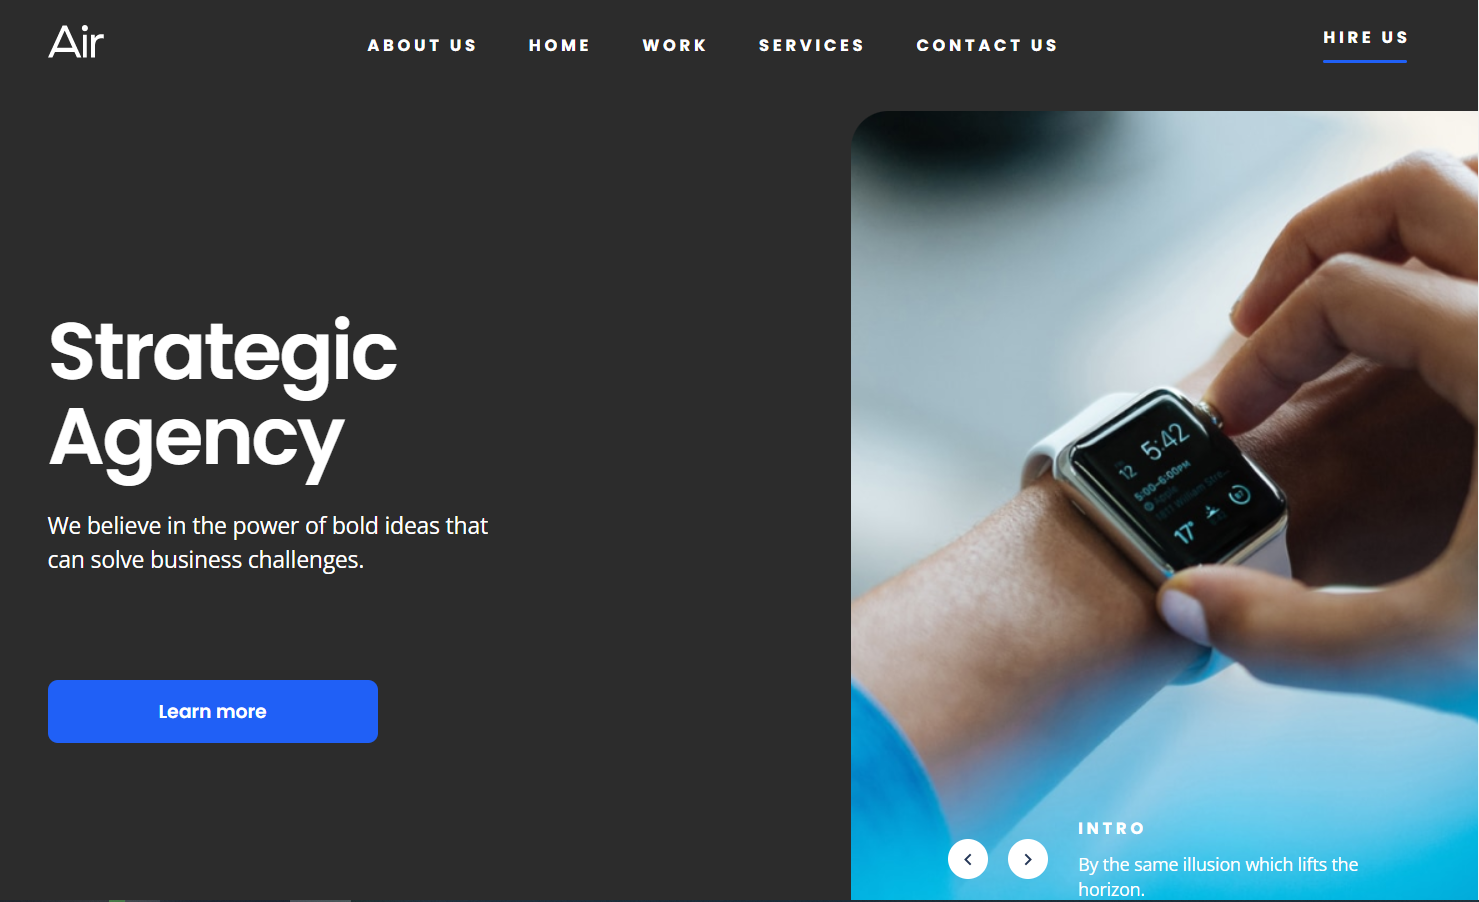 Air
ABOUT US
HOME
WORK
SERVICES
CONTACT US
HIRE US
Strategic
Agency
We believe in the power of bold ideas that
can solve business challenges.
Learn more
5:42
12
5:00–6:00PM
Apple
17°
INTRO
By the same illusion which lifts the
horizon.